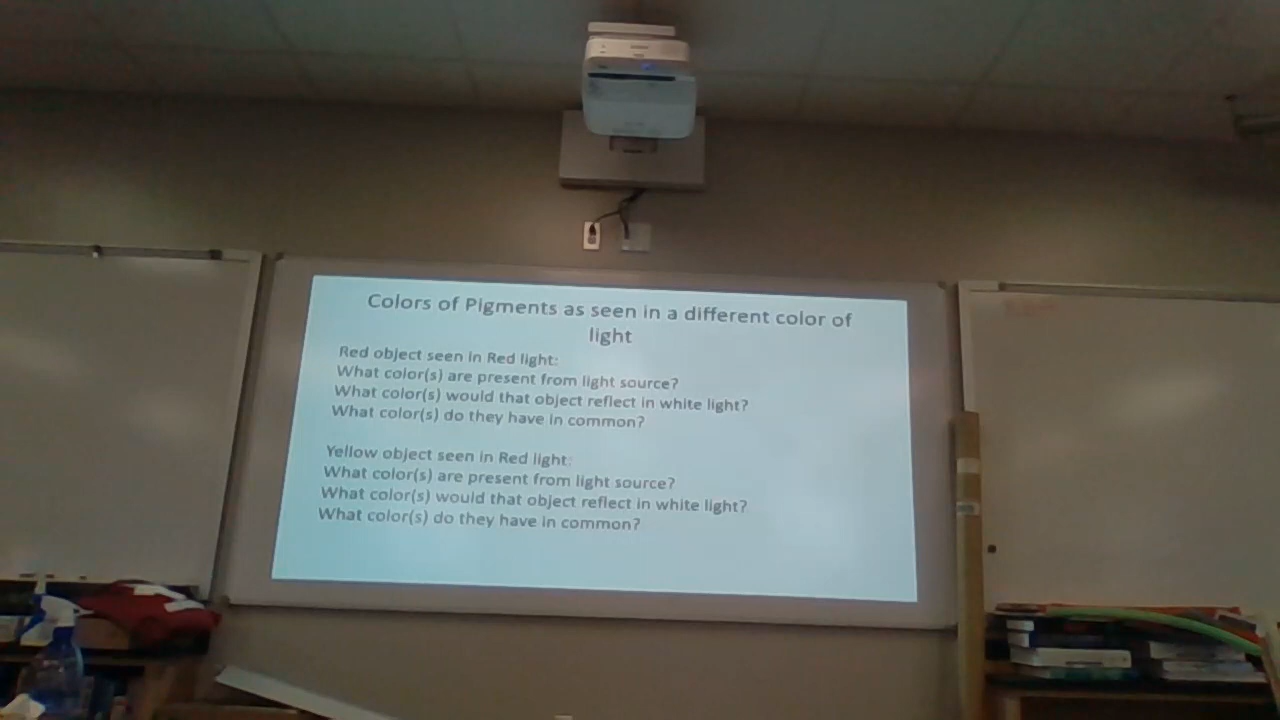 Colors of Pigments as seen in a different color of
light
Red object seen in Red light:
What color(s) are present from light source?
What color(s) would that object reflect in white light?
What color(s) do they have in common?
Yellow object seen in Red light:
What color(s) are present from light source?
What color(s) would that object reflect in white light?
What color(s) do they have in common?